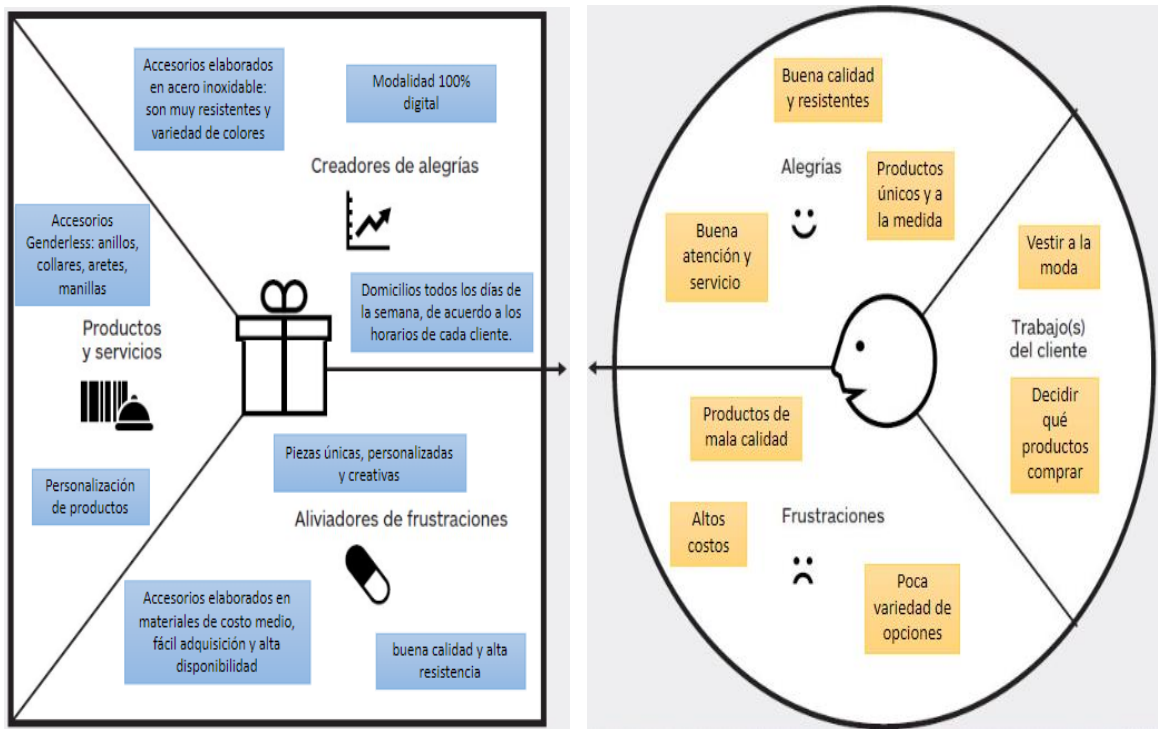 Accesorios elaborados
en acero inoxidable:
son muy resistentes y
variedad de colores
Modalidad 100%
digital
Creadores de alegrías
Accesorios
Genderless: anillos,
collares, aretes,
manillas
Domicilios todos los días de
la semana, de acuerdo a los
horarios de cada cliente.
Productos
y servicios
Piezas únicas, personalizadas
y creativas
Personalización
de productos
Aliviadores de frustraciones
Accesorios elaborados en
materiales de costo medio,
fácil adquisición y alta
disponibilidad
buena calidad y alta
resistencia
Buena calidad
y resistentes
Alegrías
Productos
únicos y a
la medida
Buena
atención y
servicio
Vestir a la
moda
Trabajo(s)
del cliente
Decidir
qué
productos
comprar
Productos de
mala calidad
Altos
costos
Frustraciones
Poca
variedad de
opciones